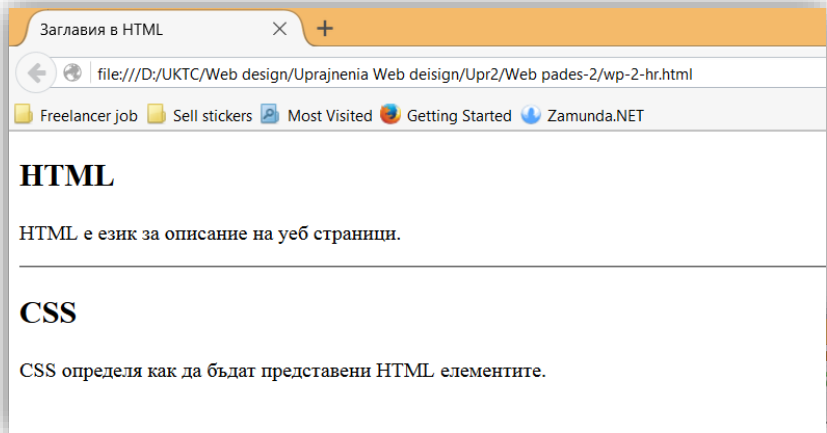 Заглавия в HTML
file:///D:/UKTC/Web design/Uprajnenia Web deisign/Upr2/Web pades-2/wp-2-hr.html
Freelancer job Sell stickers Most Visited Getting Started Zamunda.NET
HTML
HTML е език за описание на уеб страници.
CSS
CSS определя как да бъдат представени HTML елементите.